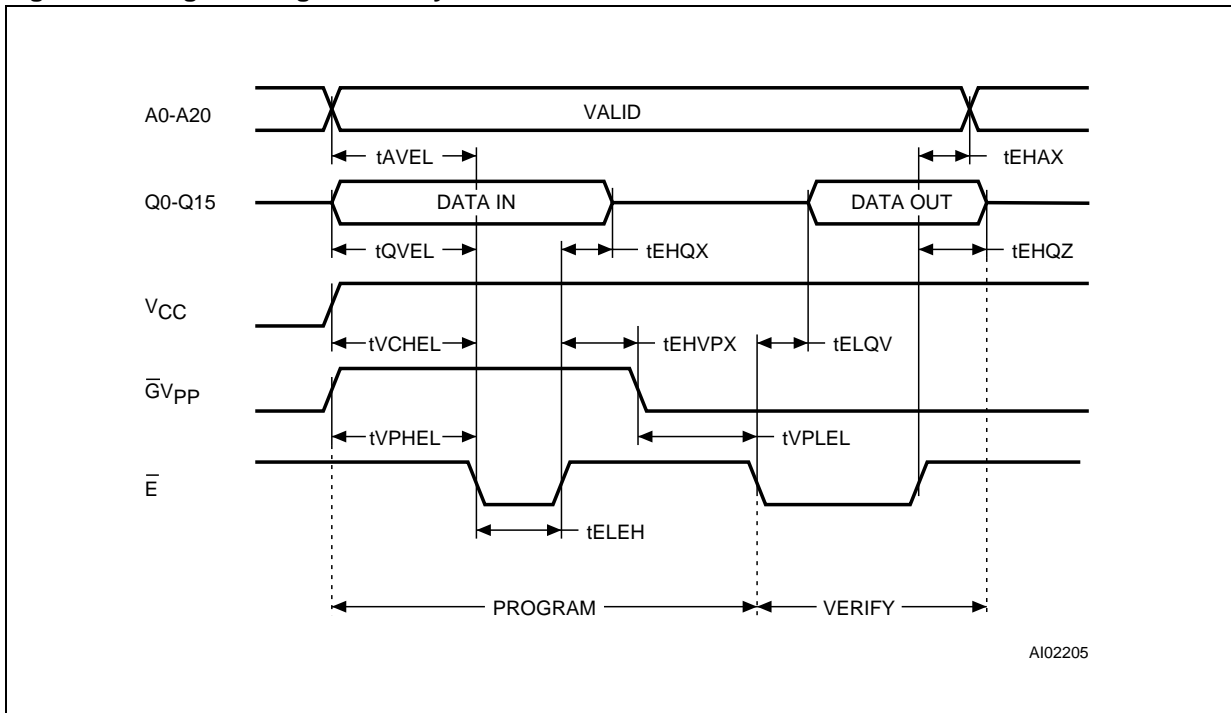 A0-A20
VALID
tAVEL
tEHAX
Q0-Q15
DATA IN
DATA OUT
tQVEL
tEHQX
tEHQZ
VCC
tVCHEL
tEHVPX
tELQV
G̅VPP
tVPHEL
tVPLEL
E̅
tELEH
PROGRAM
VERIFY
AI02205